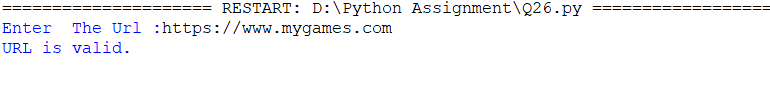 ===================== RESTART: D:\Python Assignment\Q26.py ==================
Enter  The Url :https://www.mygames.com
URL is valid.